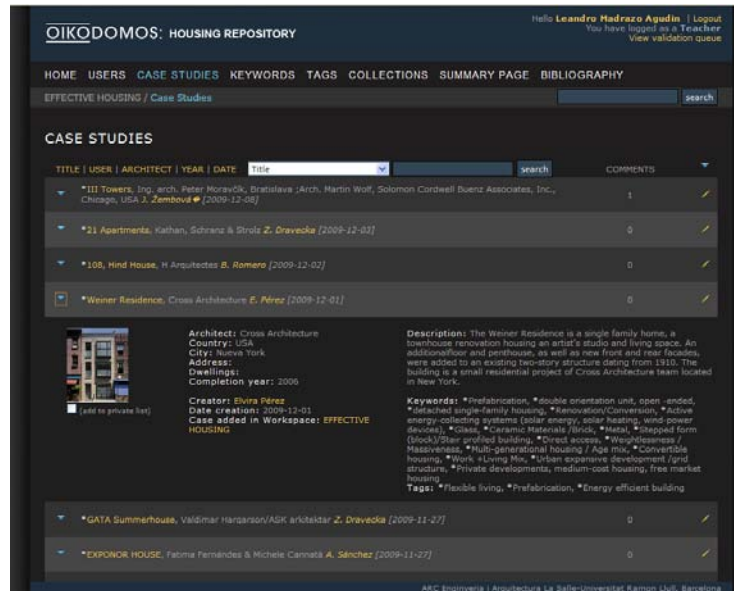 Hello Leandro Madrazo Agudin | Logout
You have logged as a Teacher
View validation queue
OIKODOMOS: HOUSING REPOSITORY
HOME USERS CASE STUDIES KEYWORDS TAGS COLLECTIONS SUMMARY PAGE BIBLIOGRAPHY
EFFECTIVE HOUSING / Case Studies search
CASE STUDIES
TITLE | USER | ARCHITECT | YEAR | DATE Title search COMMENTS
*III Towers, Ing. arch. Peter Moravčík, Bratislava ;Arch. Martin Wolf, Solomon Cordwell Buenz Associates, Inc.,
Chicago, USA J. Žembová # [2009-12-08] 1
*21 Apartments, Kathan, Schranz & Strolz Z. Dravecka [2009-12-03] 0
*108, Hind House, H Arquitectes B. Romero [2009-12-02] 0
*Weiner Residence, Cross Architecture E. Pérez [2009-12-01] 0
Architect: Cross Architecture
Country: USA
City: Nueva York
Address:
Dwellings:
Completion year: 2006
Creator: Elvira Pérez
Date creation: 2009-12-01
Case added in Workspace: EFFECTIVE
HOUSING
(add to private list)
Description: The Weiner Residence is a single family home, a
townhouse renovation housing an artist's studio and living space. An
additionalfloor and penthouse, as well as new front and rear facades,
were added to an existing two-story structure dating from 1910. The
building is a small residential project of Cross Architecture team located
in New York.
Keywords: *Prefabrication, *double orientation unit, open -ended,
*detached single-family housing, *Renovation/Conversion, *Active
energy-collecting systems (solar energy, solar heating, wind-power
devices), *Glass, *Ceramic Materials /Brick, *Metal, *Stepped form
(block)/Stair profiled building, *Direct access, *Weightlessness /
Massiveness, *Multi-generational housing / Age mix, *Convertible
housing, *Work +Living Mix, *Urban expansive development /grid
structure, *Private developments, medium-cost housing, free market
housing
Tags: *Flexible living, *Prefabrication, *Energy efficient building
*GATA Summerhouse, Valdimar Harðarson/ASK arkitektar Z. Dravecka [2009-11-27] 0
*EXPONOR HOUSE, Fatima Fernándes & Michele Cannatá A. Sánchez [2009-11-27] 0
ARC Enginyeria i Arquitectura La Salle-Universitat Ramon Llull, Barcelona